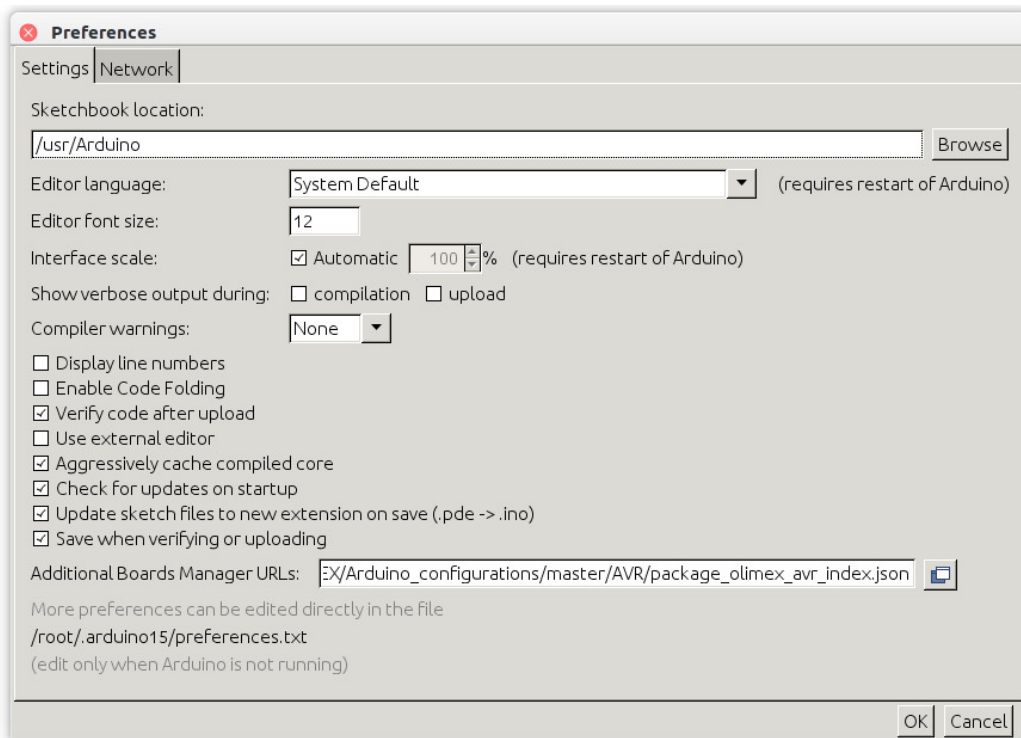 Preferences
Settings Network
Sketchbook location:
/usr/Arduino Browse
Editor language: System Default (requires restart of Arduino)
Editor font size: 12
Interface scale: Automatic 100 % (requires restart of Arduino)
Show verbose output during: compilation upload
Compiler warnings: None
Display line numbers
Enable Code Folding
Verify code after upload
Use external editor
Aggressively cache compiled core
Check for updates on startup
Update sketch files to new extension on save (.pde -> .ino)
Save when verifying or uploading
Additional Boards Manager URLs: EX/Arduino_configurations/master/AVR/package_olimex_avr_index.json
More preferences can be edited directly in the file
/root/.arduino15/preferences.txt
(edit only when Arduino is not running)
OK Cancel